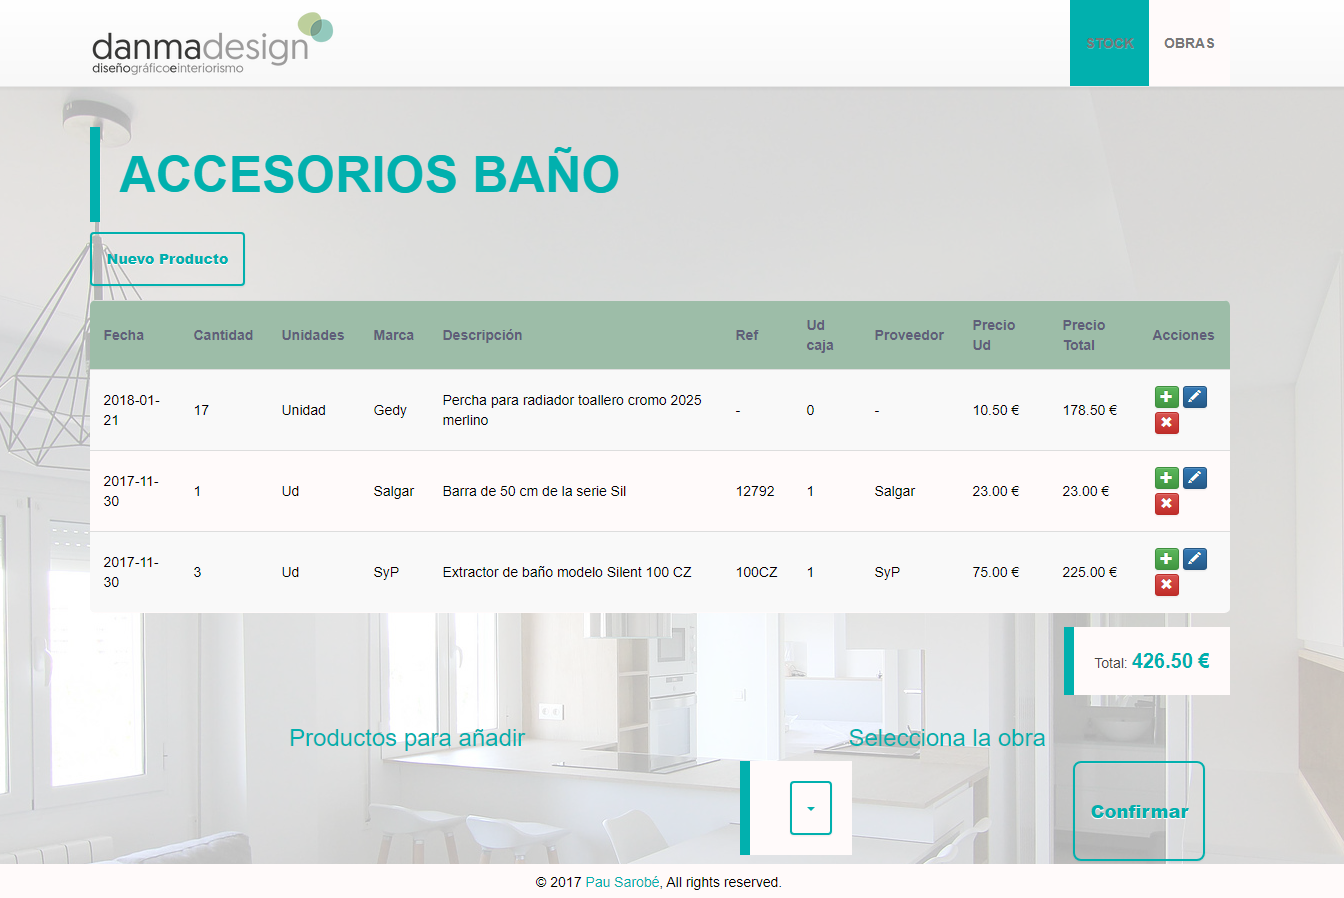 danmadesign
diseñográficoeinteriorismo
STOCK
OBRAS
ACCESORIOS BAÑO
Nuevo Producto
Fecha Cantidad Unidades Marca Descripción Ref Ud caja Proveedor Precio Ud Precio Total Acciones
2018-01-21 17 Unidad Gedy Percha para radiador toallero cromo 2025 merlino - 0 - 10.50 € 178.50 €
2017-11-30 1 Ud Salgar Barra de 50 cm de la serie Sil 12792 1 Salgar 23.00 € 23.00 €
2017-11-30 3 Ud SyP Extractor de baño modelo Silent 100 CZ 100CZ 1 SyP 75.00 € 225.00 €
Total: 426.50 €
Productos para añadir
Selecciona la obra
Confirmar
© 2017 Pau Sarobé, All rights reserved.